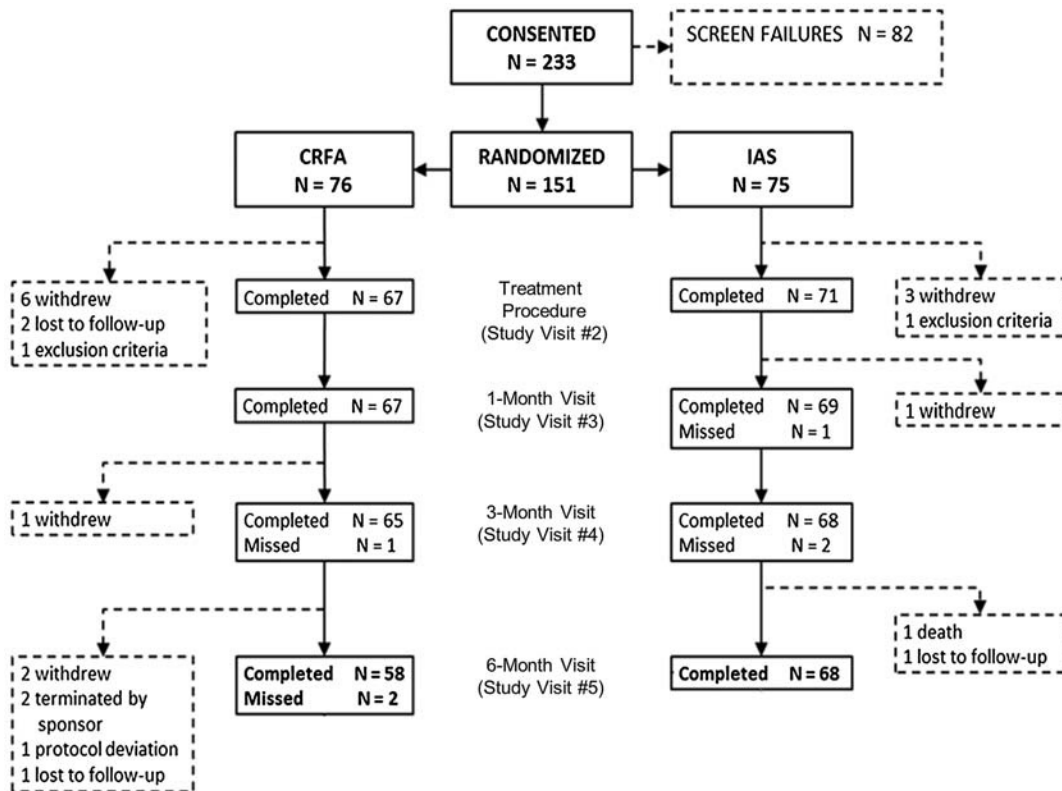 CONSENTED
N = 233
SCREEN FAILURES N = 82
CRFA
N = 76
RANDOMIZED
N = 151
IAS
N = 75
6 withdrew
2 lost to follow-up
1 exclusion criteria
Completed N = 67
Treatment
Procedure
(Study Visit #2)
Completed N = 71
3 withdrew
1 exclusion criteria
Completed N = 67
1-Month Visit
(Study Visit #3)
Completed N = 69
Missed N = 1
1 withdrew
1 withdrew
Completed N = 65
Missed N = 1
3-Month Visit
(Study Visit #4)
Completed N = 68
Missed N = 2
2 withdrew
2 terminated by
sponsor
1 protocol deviation
1 lost to follow-up
Completed N = 58
Missed N = 2
6-Month Visit
(Study Visit #5)
Completed N = 68
1 death
1 lost to follow-up